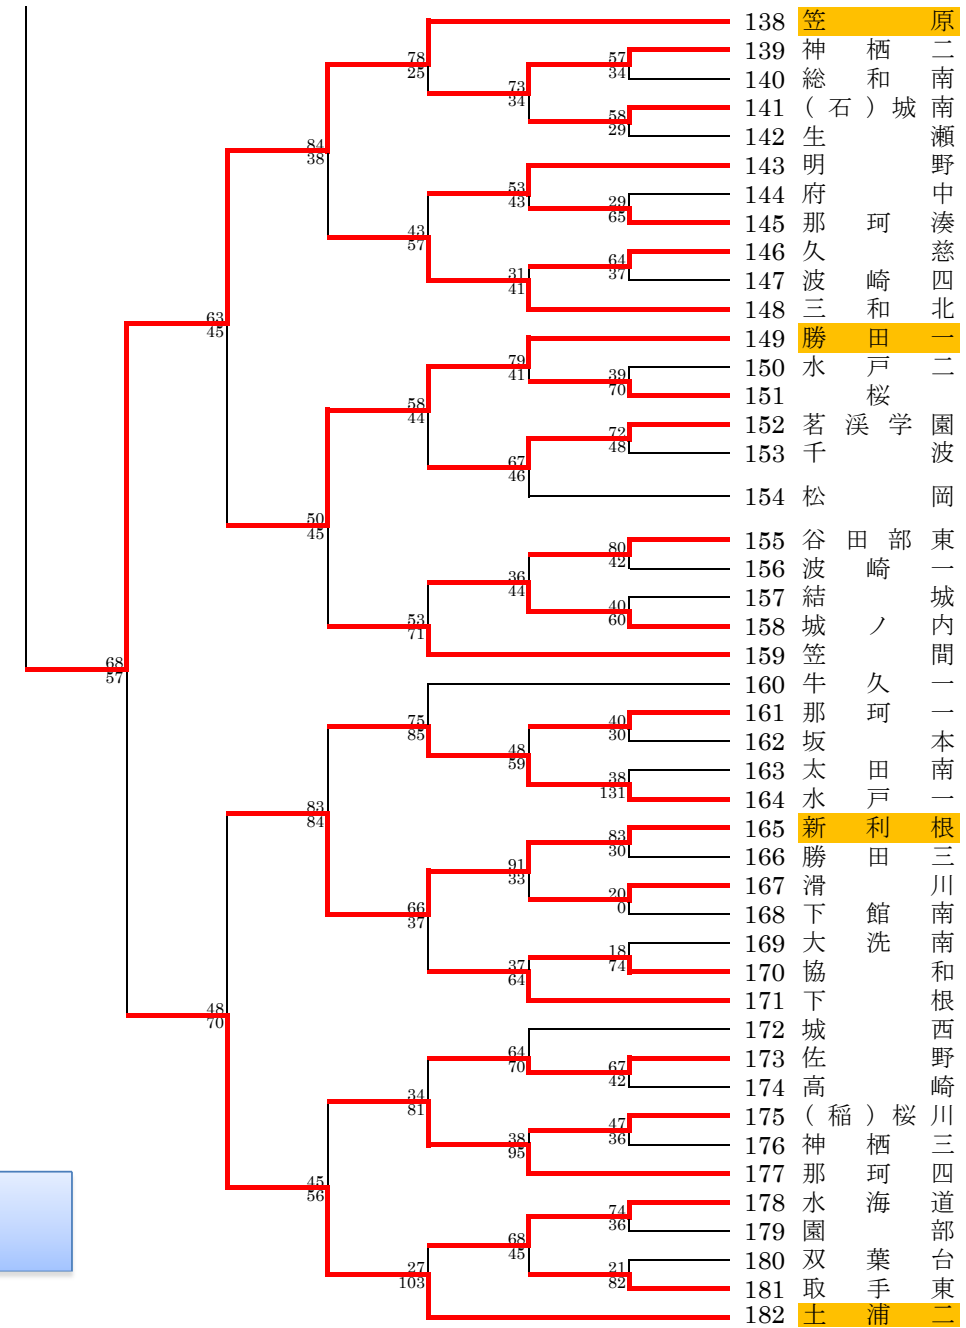 138 笠原
139 神栖二
140 総和南
141 (石)城南
142 生瀬
143 明野
144 府中
145 那珂湊
146 久慈
147 波崎四
148 三和北
149 勝田一
150 水戸二
151 桜
152 茗渓学園
153 千波
154 松岡
155 谷田部東
156 波崎一
157 結城
158 城ノ内
159 笠間
160 牛久一
161 那珂一
162 坂本
163 太田南
164 水戸一
165 新利根
166 勝田三
167 滑川
168 下館南
169 大洗南
170 協和
171 下根
172 城西
173 佐野
174 高崎
175 (稲)桜川
176 神栖三
177 那珂四
178 水海道
179 園部
180 双葉台
181 取手東
182 土浦二
57
34
58
29
29
65
64
37
39
70
72
48
80
42
40
60
40
30
38
131
83
30
20
0
18
74
67
42
47
36
74
36
21
82
73
34
53
43
31
41
79
41
67
46
36
44
48
59
91
33
37
64
64
70
38
95
68
45
78
25
43
57
58
44
53
71
75
85
66
37
34
81
27
103
84
38
50
45
83
84
45
56
63
45
48
70
68
57